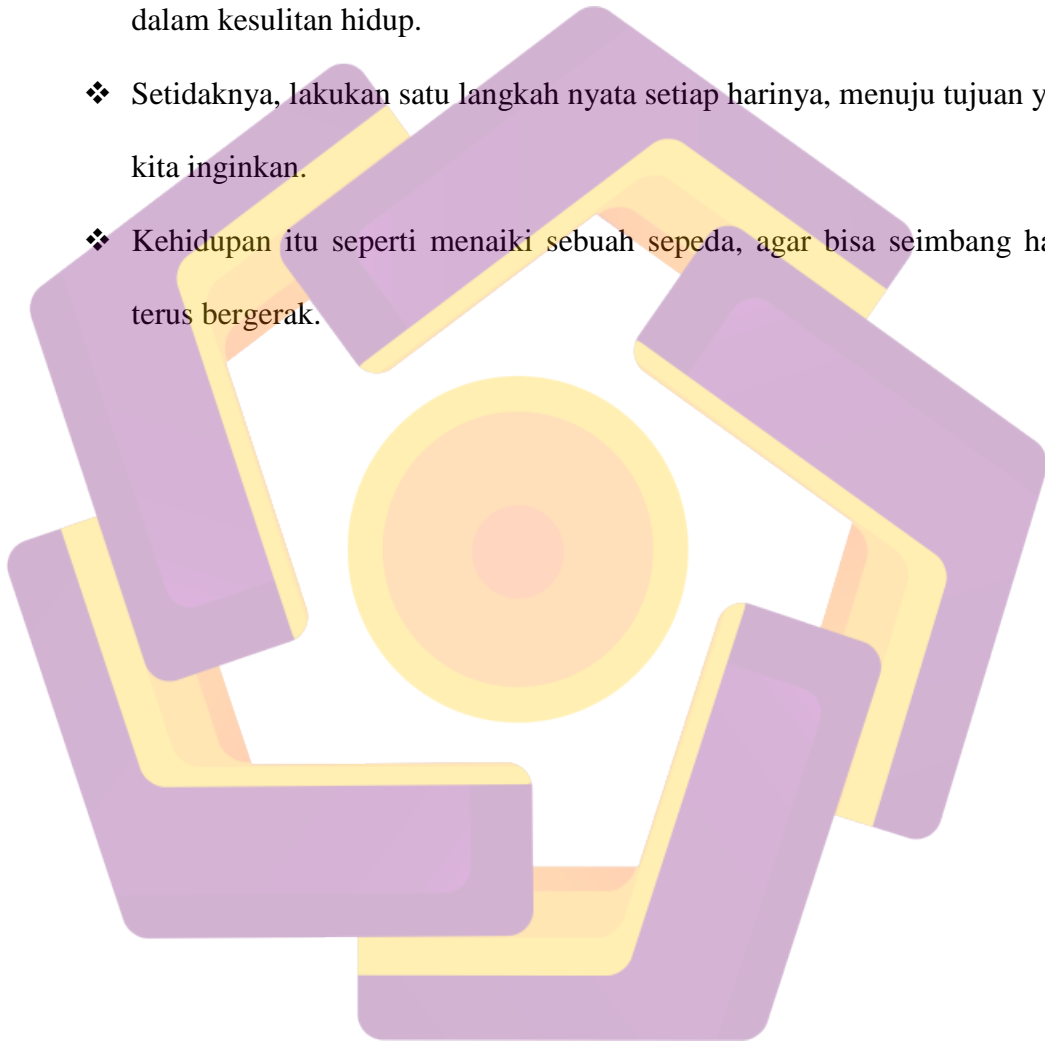 dalam kesulitan hidup.
❖ Setidaknya, lakukan satu langkah nyata setiap harinya, menuju tujuan
kita inginkan.
❖ Kehidupan itu seperti menaiki sebuah sepeda, agar bisa seimbang
terus bergerak.